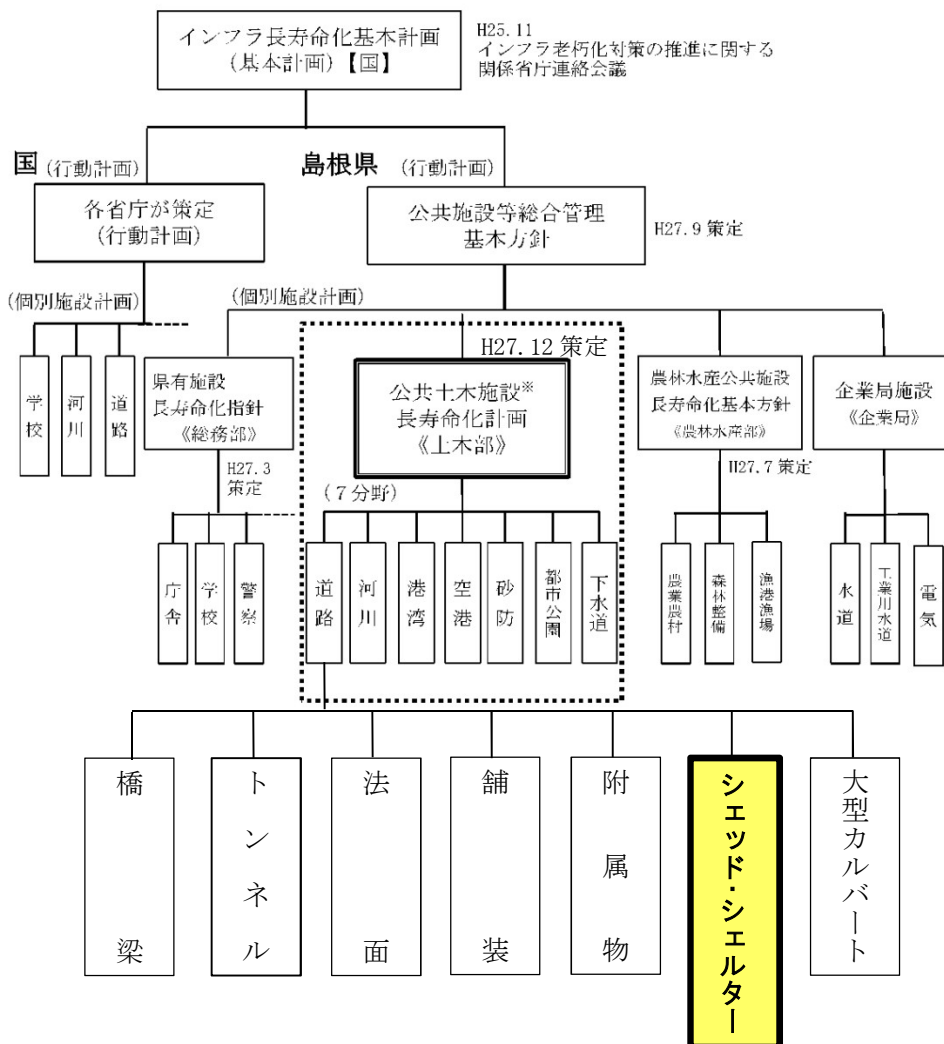 インフラ長寿命化基本計画
(基本計画)【国】
H25.11
インフラ老朽化対策の推進に関する
関係省庁連絡会議
国 (行動計画)
島根県 (行動計画)
各省庁が策定
(行動計画)
公共施設等総合管理
基本方針
H27.9 策定
(個別施設計画)
(個別施設計画)
学校
河川
道路
県有施設
長寿命化指針
《総務部》
H27.3
策定
H27.12 策定
公共土木施設※
長寿命化計画
《土木部》
農林水産公共施設
長寿命化基本方針
《農林水産部》
H27.7 策定
企業局施設
《企業局》
(7分野)
庁舎
学校
警察
道路
河川
港湾
空港
砂防
都市公園
下水道
農業農村
森林整備
漁港漁場
水道
工業用水道
電気
橋梁
トンネル
法面
舗装
附属物
シェッド・シェルター
大型カルバート